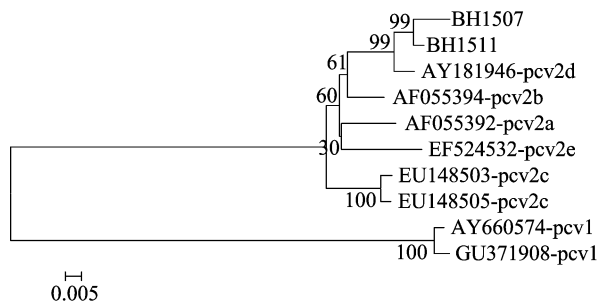 99 BH1507
BH1511
99
AY181946-pcv2d
61
AF055394-pcv2b
60
AF055392-pcv2a
30
EF524532-pcv2e
EU148503-pcv2c
100 EU148505-pcv2c
AY660574-pcv1
100 GU371908-pcv1
0.005